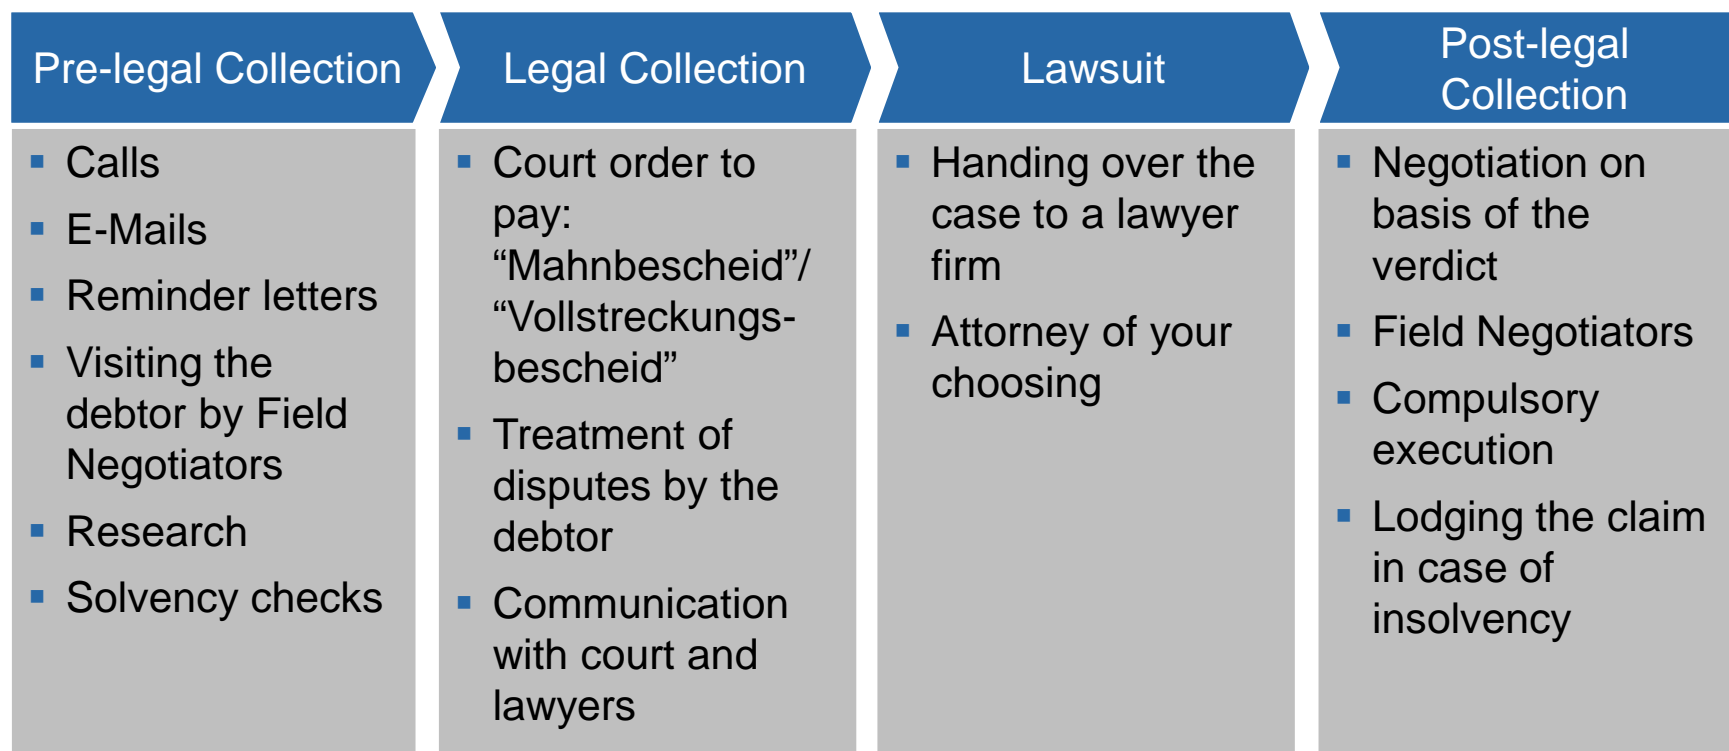 Pre-legal Collection
▪ Calls
▪ E-Mails
▪ Reminder letters
▪ Visiting the
debtor by Field
Negotiators
▪ Research
▪ Solvency checks
Legal Collection
▪ Court order to
pay:
“Mahnbescheid”/
“Vollstreckungs-
bescheid”
▪ Treatment of
disputes by the
debtor
▪ Communication
with court and
lawyers
Lawsuit
▪ Handing over the
case to a lawyer
firm
▪ Attorney of your
choosing
Post-legal
Collection
▪ Negotiation on
basis of the
verdict
▪ Field Negotiators
▪ Compulsory
execution
▪ Lodging the claim
in case of
insolvency